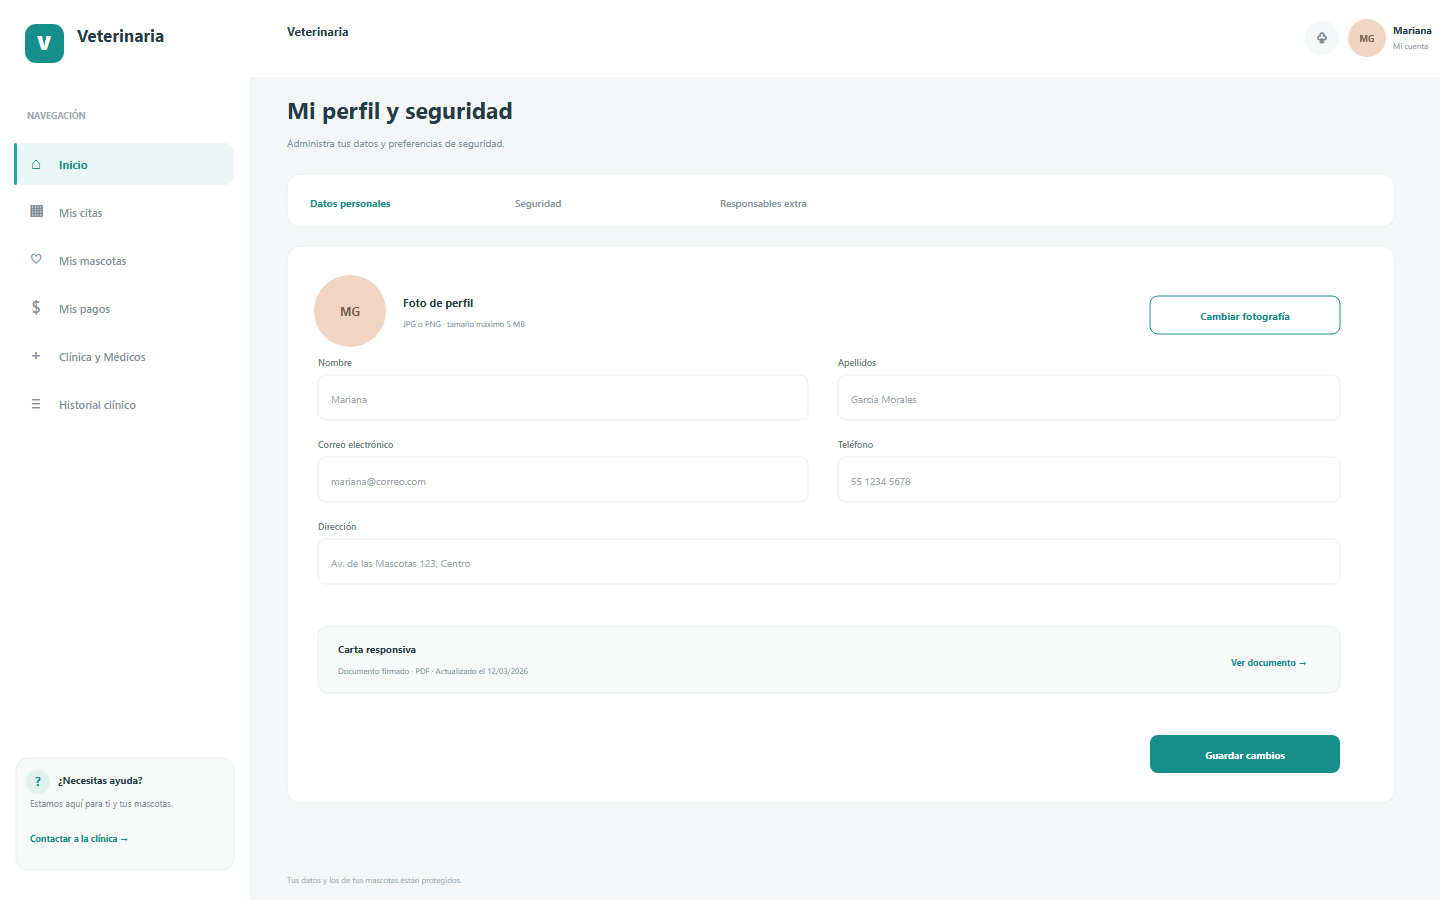 V
Veterinaria
Veterinaria
MG
Mariana
Mi cuenta
NAVEGACIÓN
Inicio
Mis citas
Mis mascotas
$ Mis pagos
+ Clínica y Médicos
Historial clínico
? ¿Necesitas ayuda?
Estamos aquí para ti y tus mascotas.
Contactar a la clínica →
Mi perfil y seguridad
Administra tus datos y preferencias de seguridad.
Datos personales
Seguridad
Responsables extra
MG
Foto de perfil
JPG o PNG · tamaño máximo 5 MB
Cambiar fotografía
Nombre
Mariana
Apellidos
García Morales
Correo electrónico
mariana@correo.com
Teléfono
55 1234 5678
Dirección
Av. de las Mascotas 123, Centro
Carta responsiva
Documento firmado · PDF · Actualizado el 12/03/2026
Ver documento →
Guardar cambios
Tus datos y los de tus mascotas están protegidos.